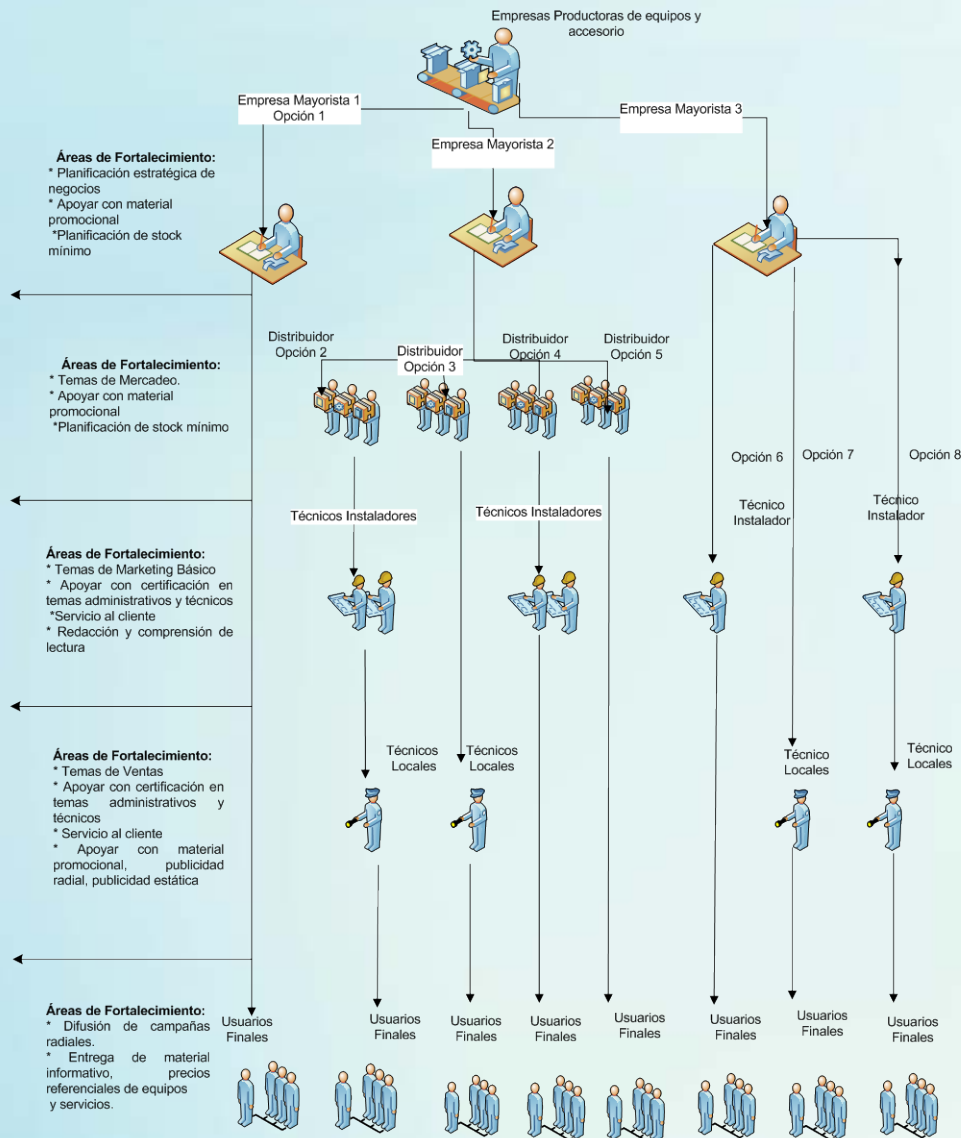 Empresas Productoras de equipos y
accesorio
Empresa Mayorista 1
Opción 1
Empresa Mayorista 2
Empresa Mayorista 3
Áreas de Fortalecimiento:
* Planificación estratégica de
negocios
* Apoyar con material
promocional
*Planificación de stock
mínimo
Distribuidor
Opción 2
Distribuidor
Opción 3
Distribuidor
Opción 4
Distribuidor
Opción 5
Áreas de Fortalecimiento:
* Temas de Mercadeo.
* Apoyar con material
promocional
*Planificación de stock mínimo
Opción 6
Opción 7
Opción 8
Técnicos Instaladores
Técnicos Instaladores
Técnico
Instalador
Técnico
Instalador
Áreas de Fortalecimiento:
* Temas de Marketing Básico
* Apoyar con certificación en
temas administrativos y técnicos
*Servicio al cliente
* Redacción y comprensión de
lectura
Técnicos
Locales
Técnicos
Locales
Técnico
Locales
Técnico
Locales
Áreas de Fortalecimiento:
* Temas de Ventas
* Apoyar con certificación en
temas administrativos y
técnicos
* Servicio al cliente
* Apoyar con material
promocional, publicidad
radial, publicidad estática
Áreas de Fortalecimiento:
* Difusión de campañas
radiales.
* Entrega de material
informativo, precios
referenciales de equipos
y servicios.
Usuarios
Finales
Usuarios
Finales
Usuarios
Finales
Usuarios
Finales
Usuarios
Finales
Usuarios
Finales
Usuarios
Finales
Usuarios
Finales